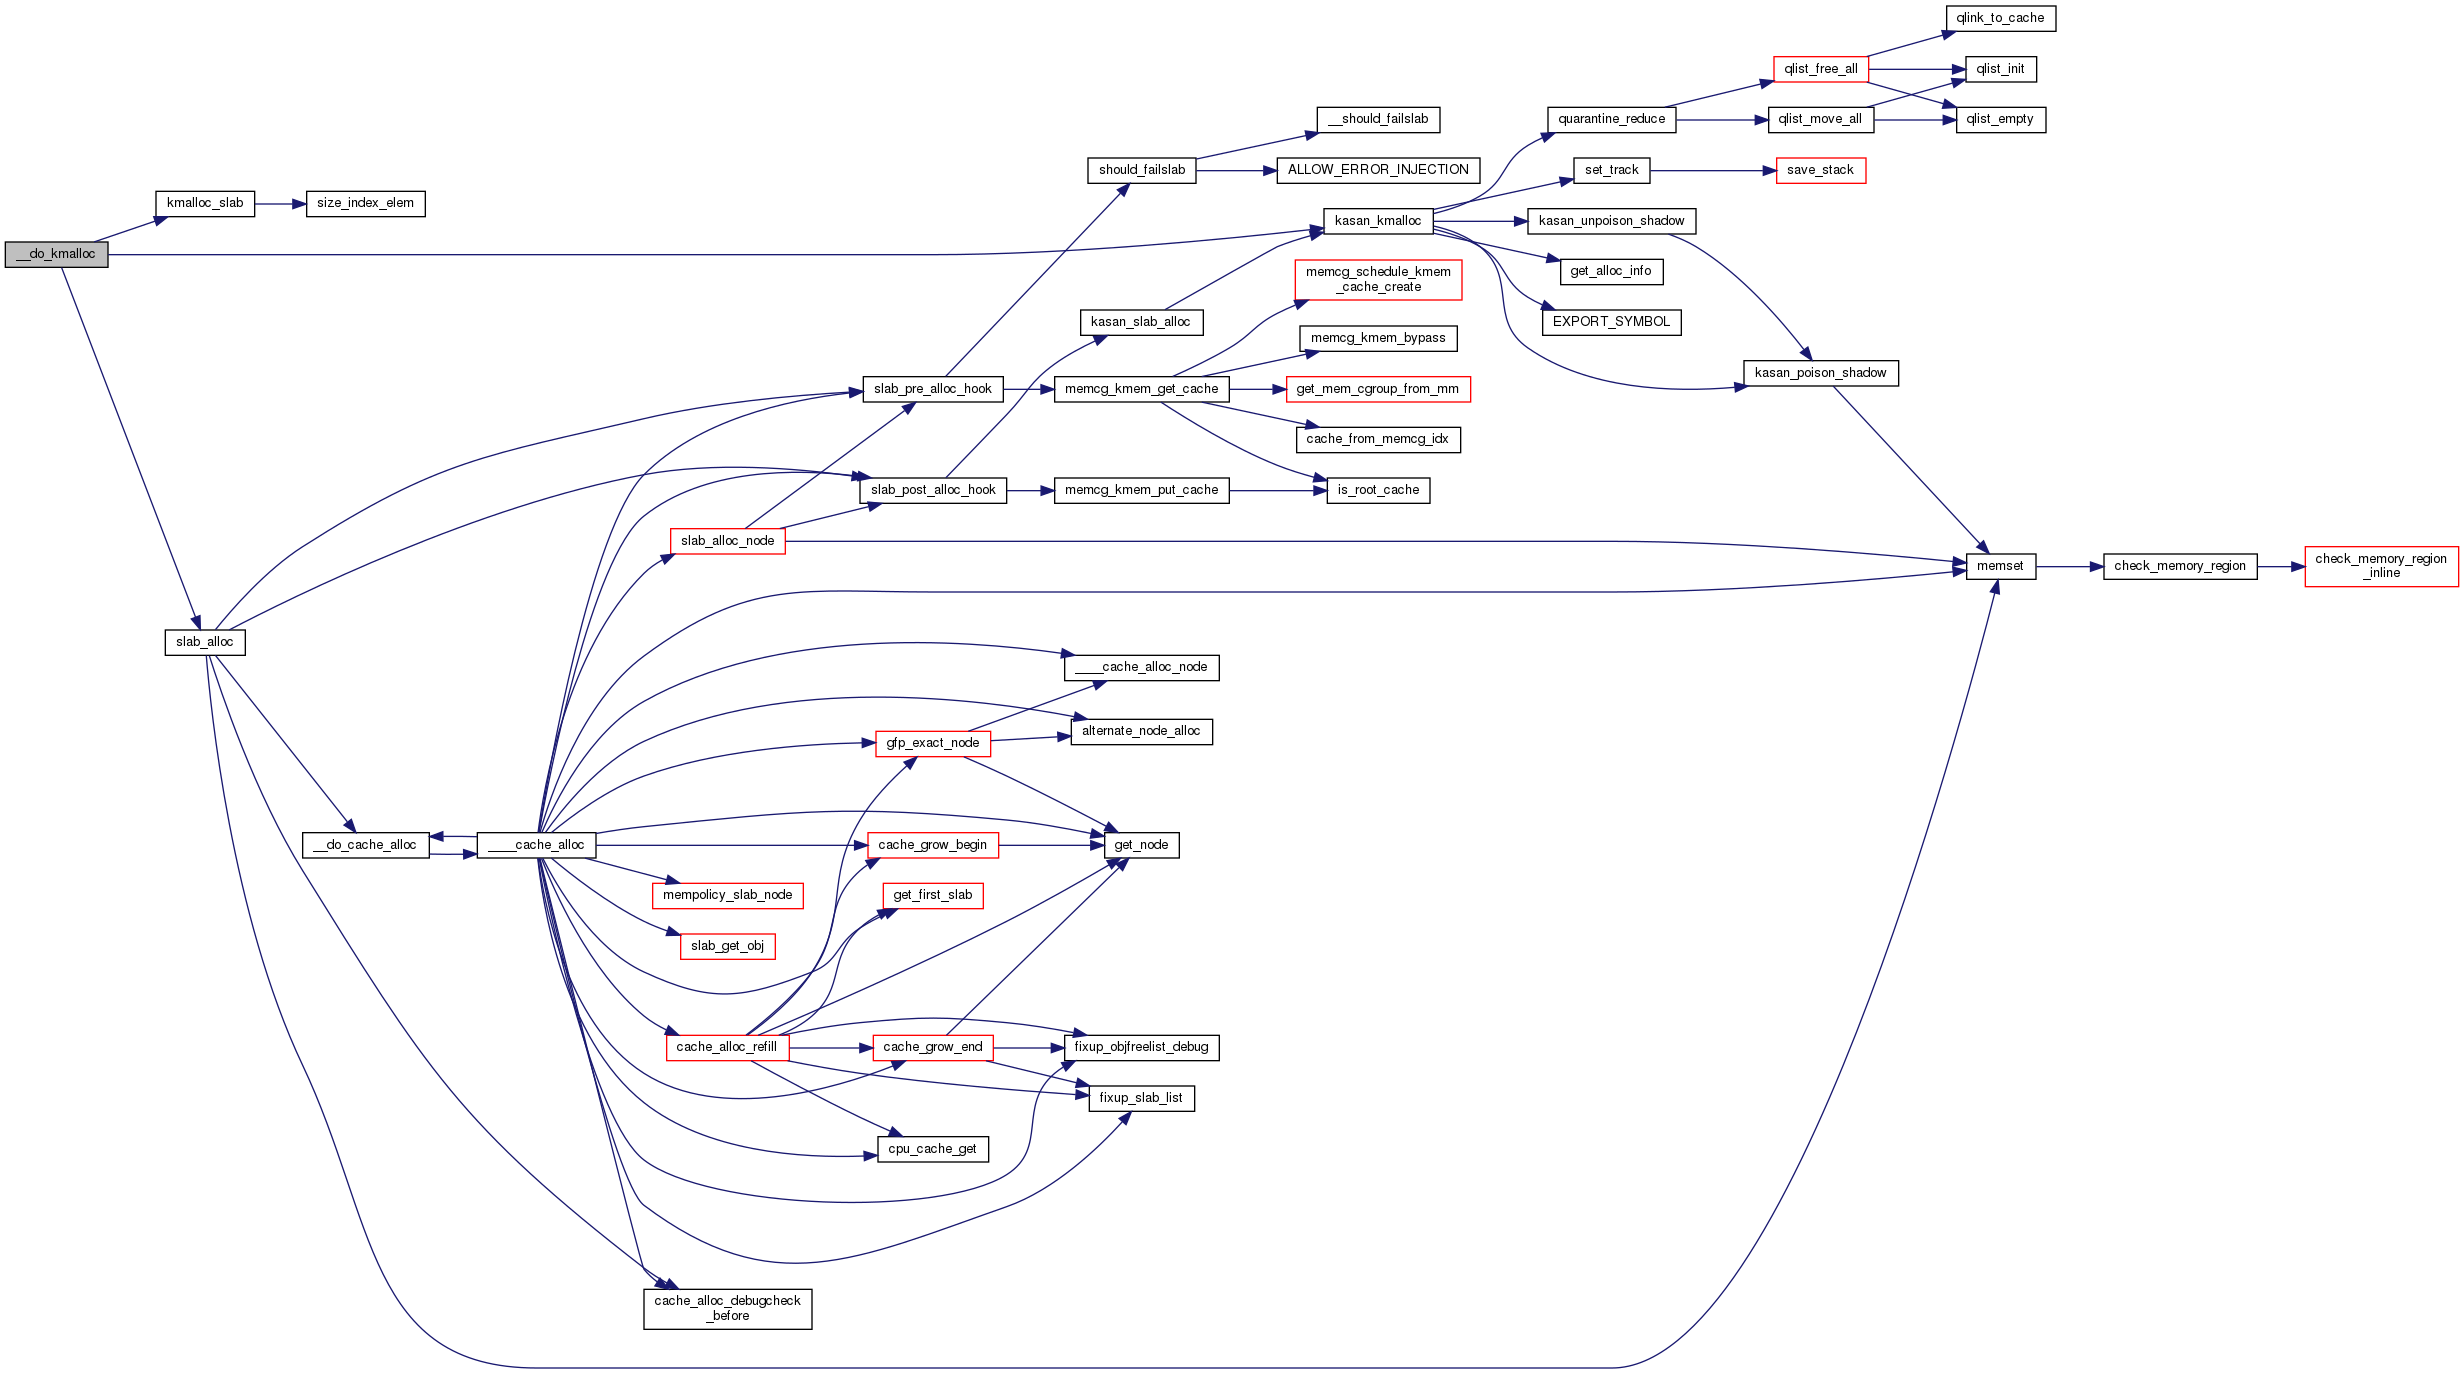 qlink_to_cache
qlist_free_all
qlist_init
__should_failslab
quarantine_reduce
qlist_move_all
qlist_empty
should_failslab
ALLOW_ERROR_INJECTION
set_track
save_stack
kmalloc_slab
size_index_elem
kasan_kmalloc
kasan_unpoison_shadow
__do_kmalloc
memcg_schedule_kmem
_cache_create
get_alloc_info
kasan_slab_alloc
EXPORT_SYMBOL
memcg_kmem_bypass
kasan_poison_shadow
slab_pre_alloc_hook
memcg_kmem_get_cache
get_mem_cgroup_from_mm
cache_from_memcg_idx
slab_post_alloc_hook
memcg_kmem_put_cache
is_root_cache
slab_alloc_node
memset
check_memory_region
check_memory_region
_inline
slab_alloc
____cache_alloc_node
alternate_node_alloc
gfp_exact_node
__do_cache_alloc
____cache_alloc
cache_grow_begin
get_node
mempolicy_slab_node
get_first_slab
slab_get_obj
cache_alloc_refill
cache_grow_end
fixup_objfreelist_debug
fixup_slab_list
cpu_cache_get
cache_alloc_debugcheck
_before